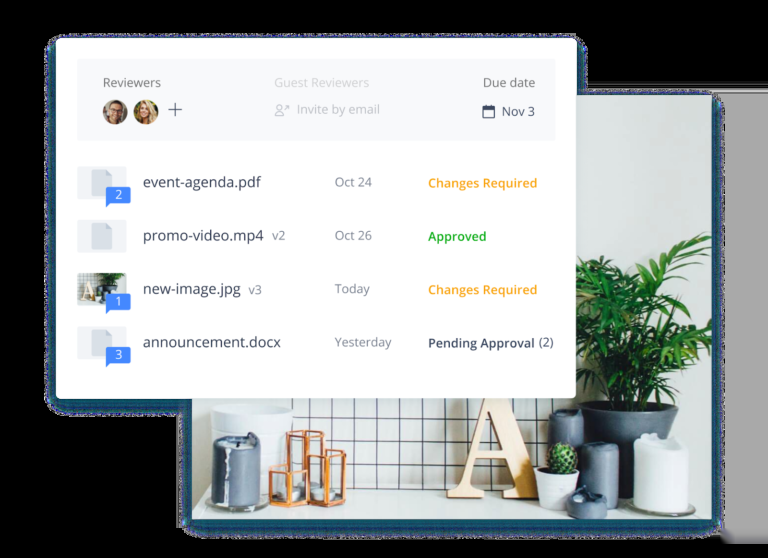 Reviewers Guest Reviewers Due date
Invite by email Nov 3
2 event-agenda.pdf Oct 24 Changes Required
promo-video.mp4 v2 Oct 26 Approved
1 new-image.jpg v3 Today Changes Required
3 announcement.docx Yesterday Pending Approval (2)
A